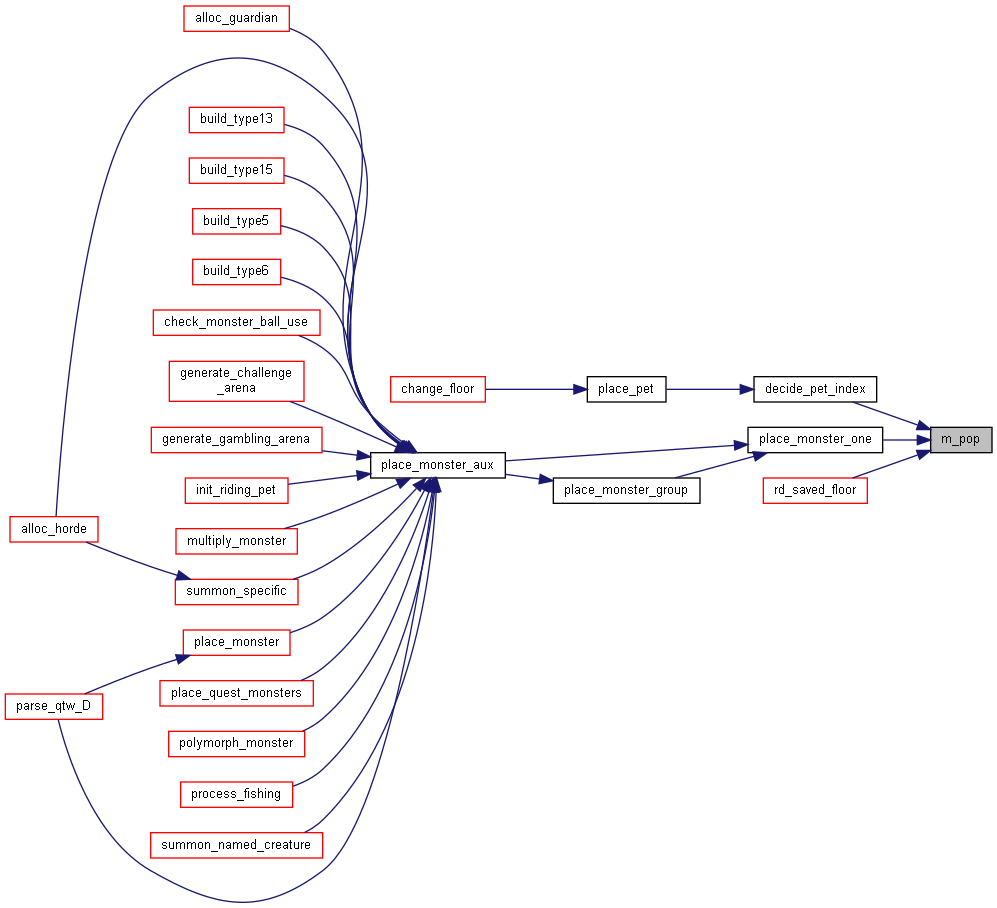 alloc_guardian
build_type13
build_type15
build_type5
build_type6
check_monster_ball_use
generate_challenge
_arena
change_floor
place_pet
decide_pet_index
generate_gambling_arena
place_monster_one
m_pop
place_monster_aux
init_riding_pet
place_monster_group
rd_saved_floor
alloc_horde
multiply_monster
summon_specific
place_monster
place_quest_monsters
parse_qtw_D
polymorph_monster
process_fishing
summon_named_creature